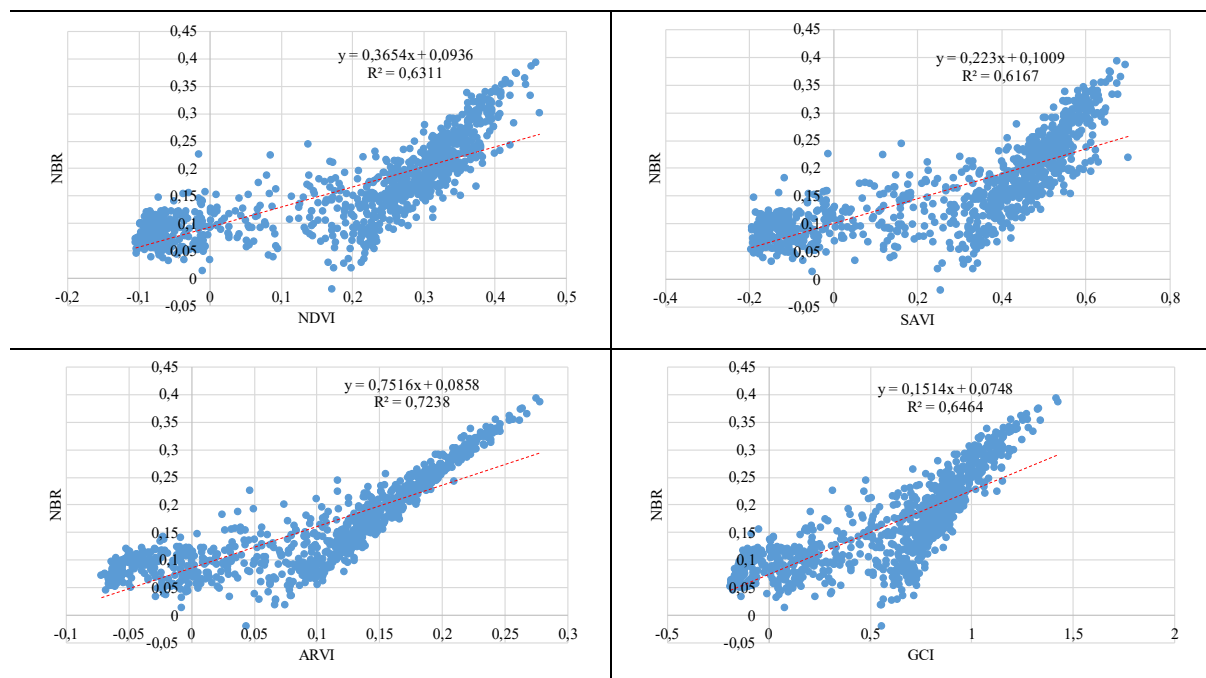 0,45
0,4
0,35
0,3
0,25
0,2
0,15
0,1
0,05
0
-0,05
-0,2 -0,1 0 0,1 0,2 0,3 0,4 0,5
NBR
NDVI
y = 0,3654x + 0,0936
R² = 0,6311
0,45
0,4
0,35
0,3
0,25
0,2
0,15
0,1
0,05
0
-0,05
-0,4 -0,2 0 0,2 0,4 0,6 0,8
NBR
SAVI
y = 0,223x + 0,1009
R² = 0,6167
0,45
0,4
0,35
0,3
0,25
0,2
0,15
0,1
0,05
0
-0,05
-0,1 -0,05 0 0,05 0,1 0,15 0,2 0,25 0,3
NBR
ARVI
y = 0,7516x + 0,0858
R² = 0,7238
0,45
0,4
0,35
0,3
0,25
0,2
0,15
0,1
0,05
0
-0,05
-0,5 0 0,5 1 1,5 2
NBR
GCI
y = 0,1514x + 0,0748
R² = 0,6464